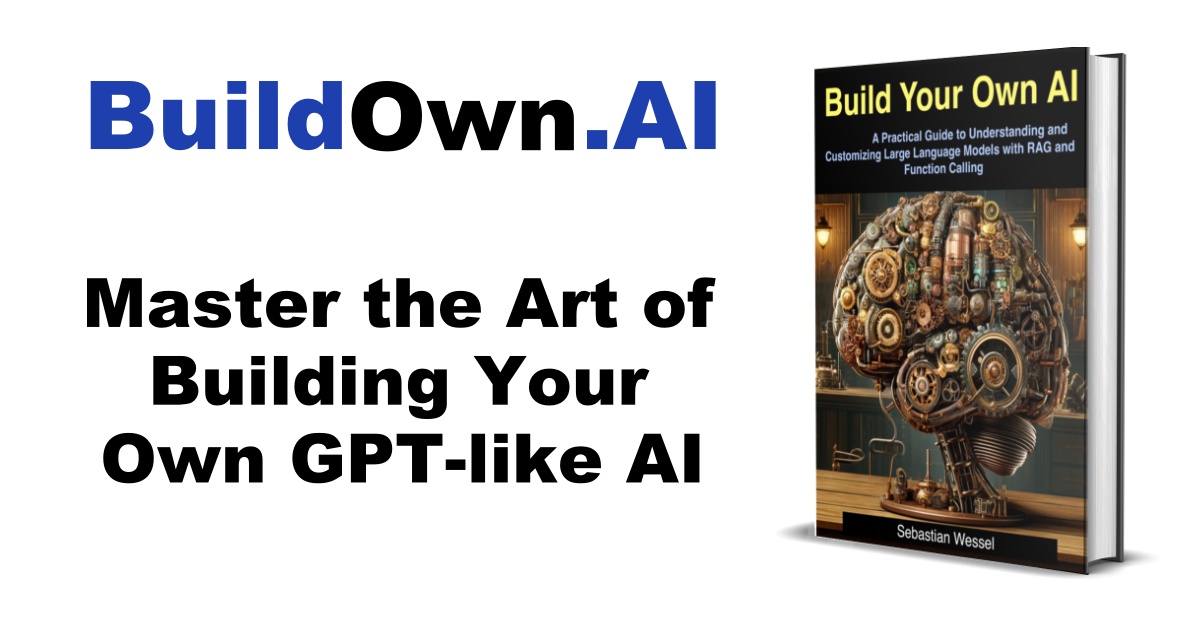 BuildOwn.AI
Master the Art of
Building Your
Own GPT-like AI
Build Your Own AI
A Practical Guide to Understanding and
Customizing Large Language Models with RAG and
Function Calling
Sebastian Wessel